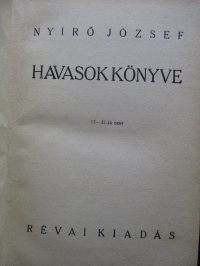 NYIRŐ JÓZSEF
HAVASOK KÖNYVE
RÉVAI KIADÁS